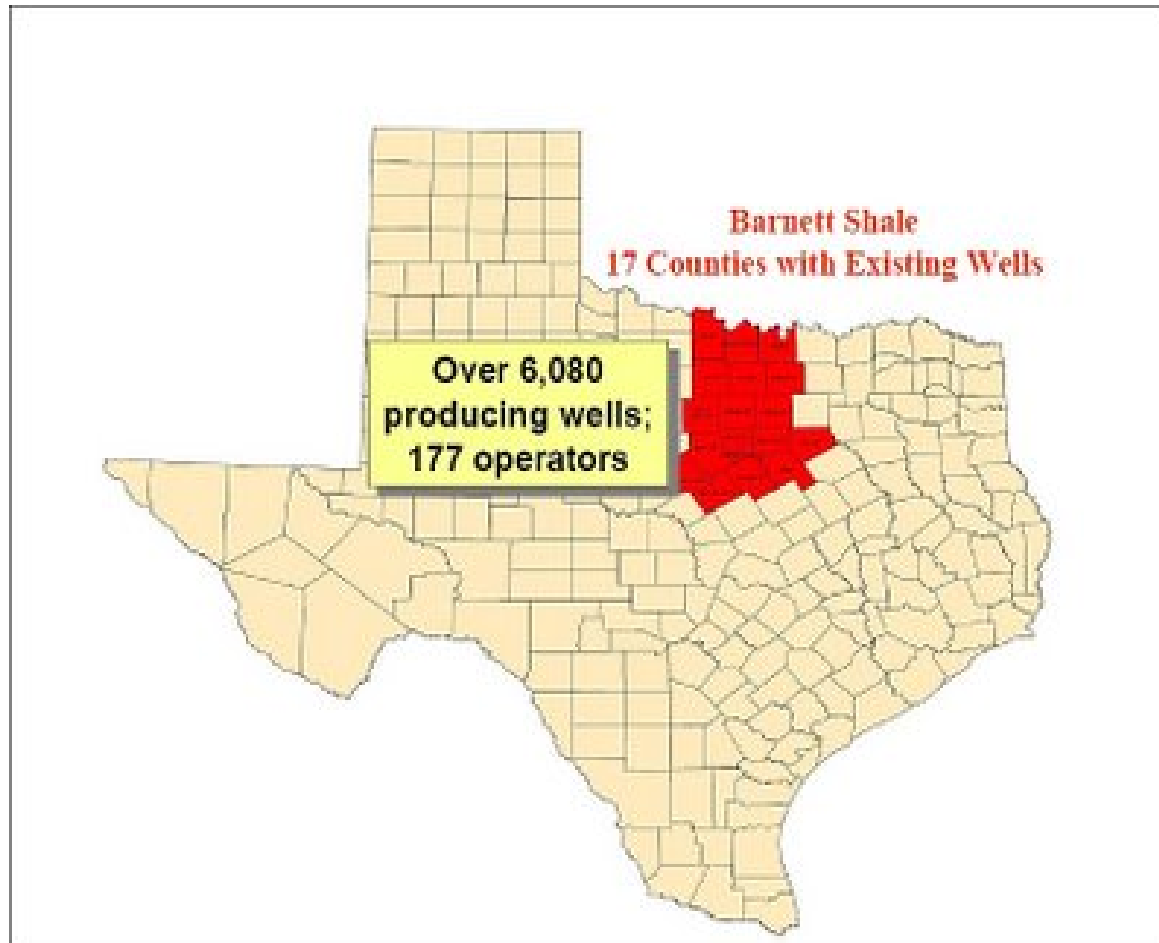 Barnett Shale
17 Counties with Existing Wells
Over 6,080
producing wells;
177 operators